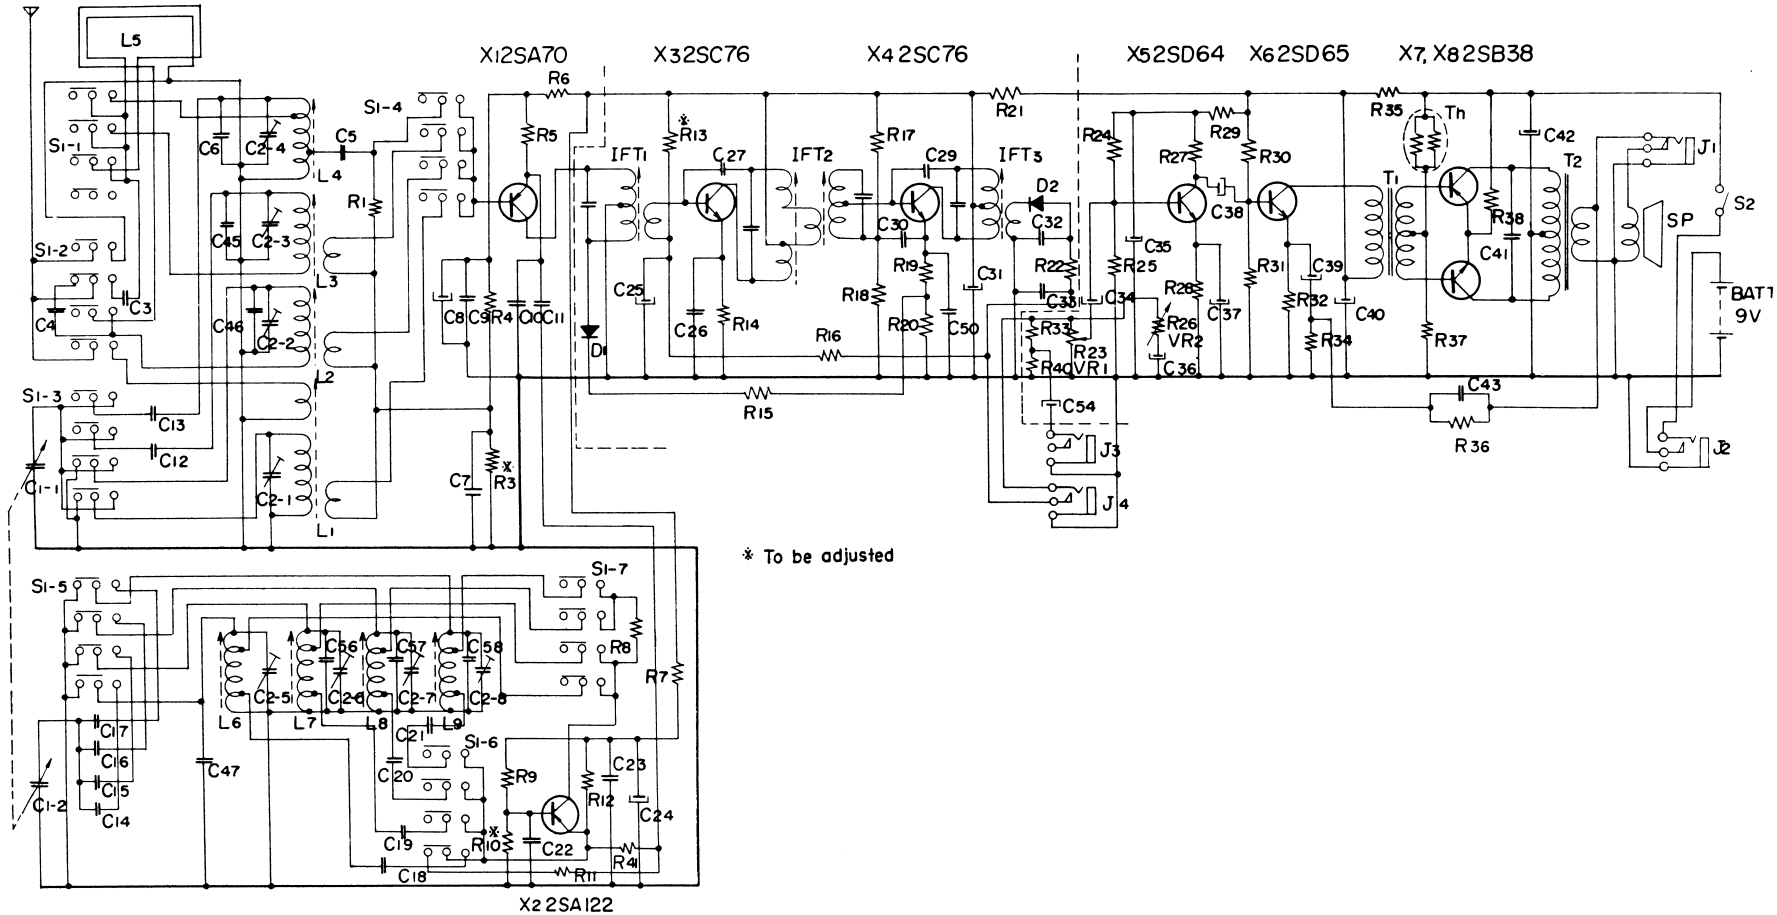 L5
X1 2SA70
X3 2SC76
X4 2SC76
X5 2SD64
X6 2SD65
X7, X8 2SB38
R6
R21
R35
Th
S1-1
C6
C2-4
C5
L4
S1-4
R5
IFT1
※
R13
C27
IFT2
R17
C29
IFT3
D2
R24
R29
R27
R30
C38
T1
R38
C42
T2
J1
S2
SP
S1-2
C45
C2-3
L3
R1
C30
C32
C35
C41
C3
C4
C46
C2-2
L2
C8
C9
R4
C10
C11
D1
C25
C26
R14
R16
R18
R19
R20
C31
C50
R22
C33
R33
R23
R40
VR1
C34
R25
R28
R26
VR2
C36
C37
R31
C39
R32
R34
C40
R37
BATT
9V
S1-3
C13
C12
C1-1
C2-1
L1
C7
※
R3
R15
C54
J3
J4
C43
R36
J2
※ To be adjusted
S1-5
S1-7
R8
R7
C56
C57
C58
C2-5
C2-6
C2-7
C2-8
L6
L7
L8
L9
C17
C16
C15
C14
C1-2
C47
C21
C20
S1-6
C19
C18
R9
※
R10
C22
R12
C23
C24
R41
R11
X2 2SA122